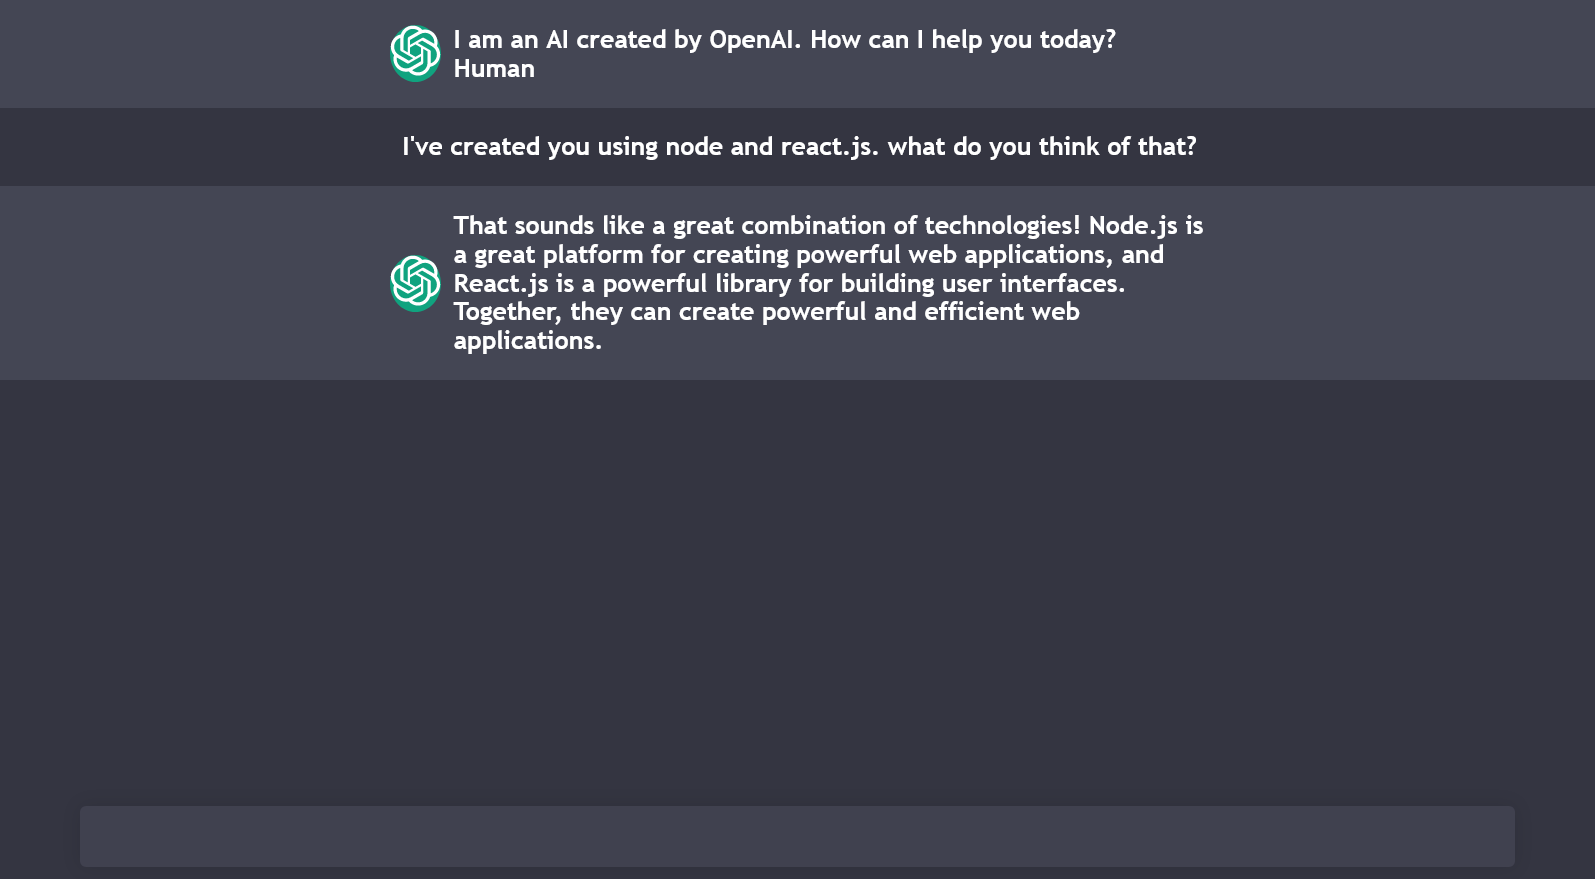 I am an AI created by OpenAI. How can I help you today?
Human
I've created you using node and react.js. what do you think of that?
That sounds like a great combination of technologies! Node.js is
a great platform for creating powerful web applications, and
React.js is a powerful library for building user interfaces.
Together, they can create powerful and efficient web
applications.